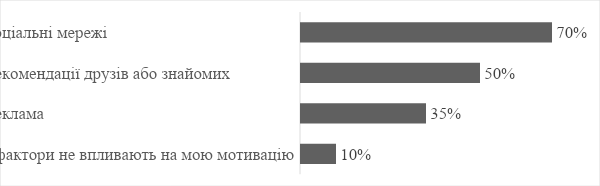 оціальні мережі 70%
екомендації друзів або знайомих 50%
еклама 35%
фактори не впливають на мою мотивацію 10%